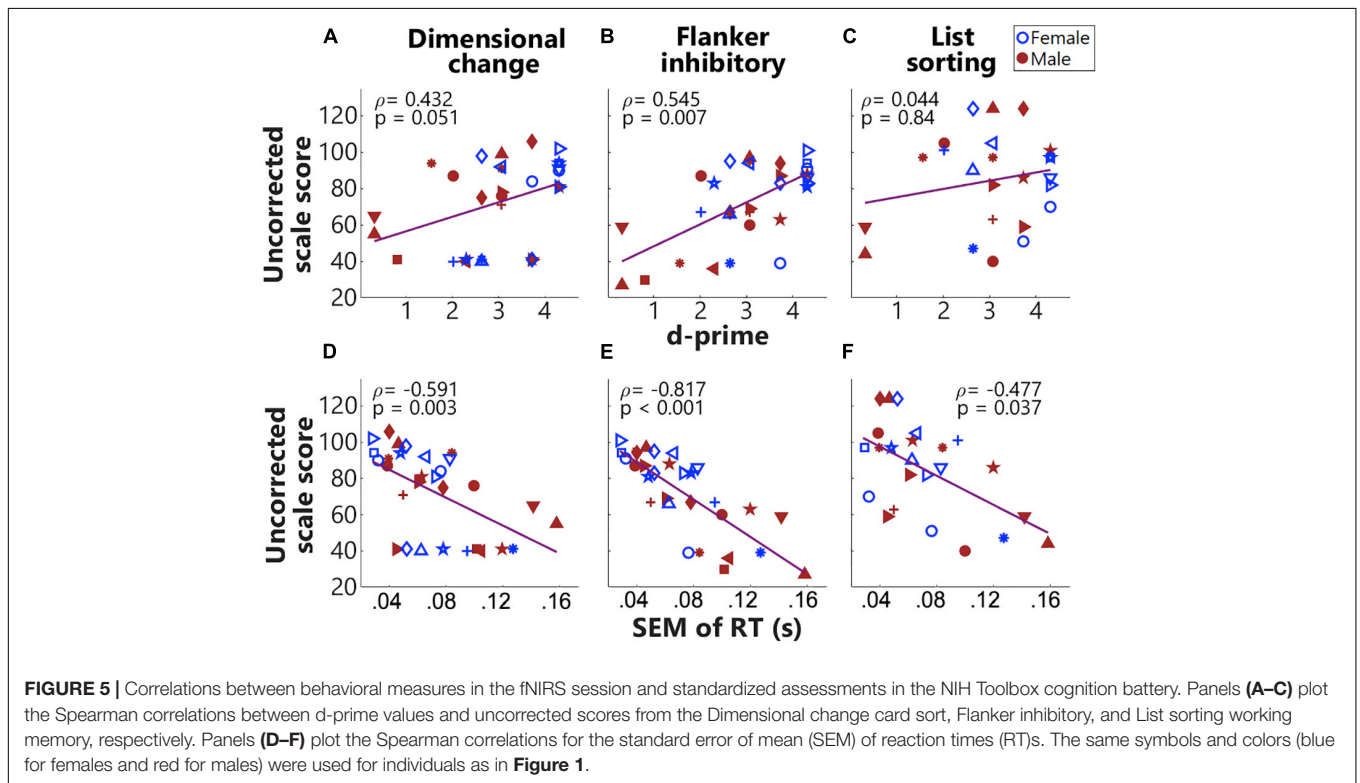 A
Dimensional
change
B
Flanker
inhibitory
C
List
sorting
Female
Male
ρ= 0.432
p = 0.051
ρ= 0.545
p = 0.007
ρ= 0.044
p = 0.84
Uncorrected
scale score
120
100
80
60
40
20
1 2 3 4
1 2 3 4
1 2 3 4
d-prime
D
E
F
ρ= -0.591
p = 0.003
ρ= -0.817
p < 0.001
ρ= -0.477
p = 0.037
Uncorrected
scale score
120
100
80
60
40
20
.04 .08 .12 .16
.04 .08 .12 .16
.04 .08 .12 .16
SEM of RT (s)
FIGURE 5 | Correlations between behavioral measures in the fNIRS session and standardized assessments in the NIH Toolbox cognition battery. Panels (A–C) plot
the Spearman correlations between d-prime values and uncorrected scores from the Dimensional change card sort, Flanker inhibitory, and List sorting working
memory, respectively. Panels (D–F) plot the Spearman correlations for the standard error of mean (SEM) of reaction times (RT)s. The same symbols and colors (blue
for females and red for males) were used for individuals as in Figure 1.